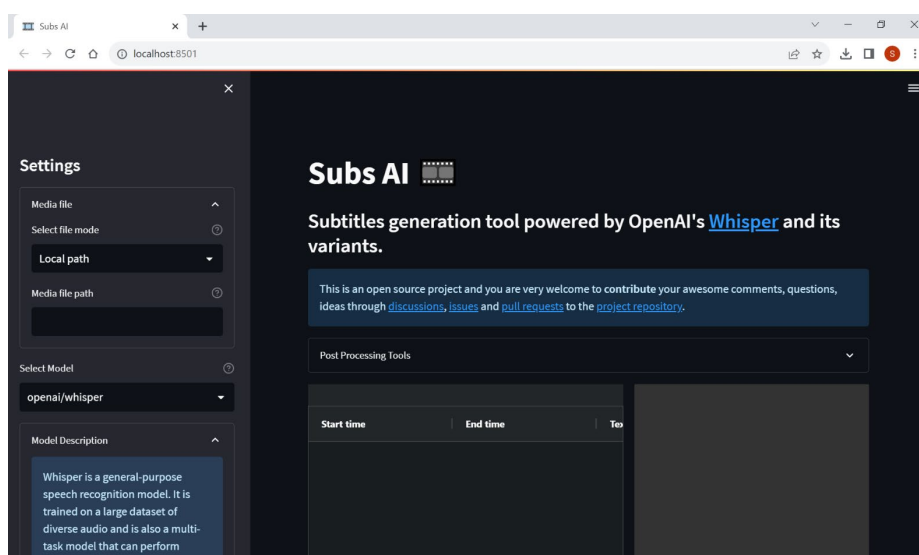 Subs AI
localhost:8501
S
Settings
Media file
Select file mode
Local path
Media file path
Select Model
openai/whisper
Model Description
Whisper is a general-purpose
speech recognition model. It is
trained on a large dataset of
diverse audio and is also a multi-
task model that can perform
Subs AI
Subtitles generation tool powered by OpenAI's Whisper and its
variants.
This is an open source project and you are very welcome to contribute your awesome comments, questions,
ideas through discussions, issues and pull requests to the project repository.
Post Processing Tools
Start time End time Tex